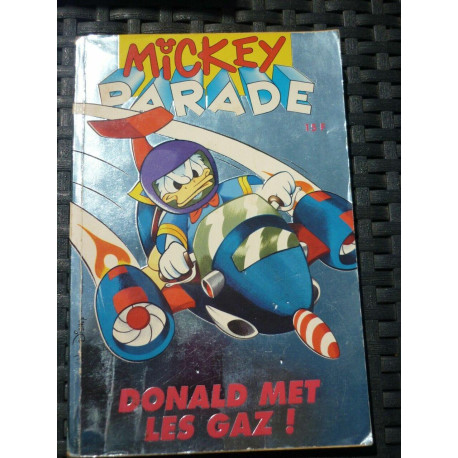 MiCKEY
PARADE
DONALD MET
LES GAZ !